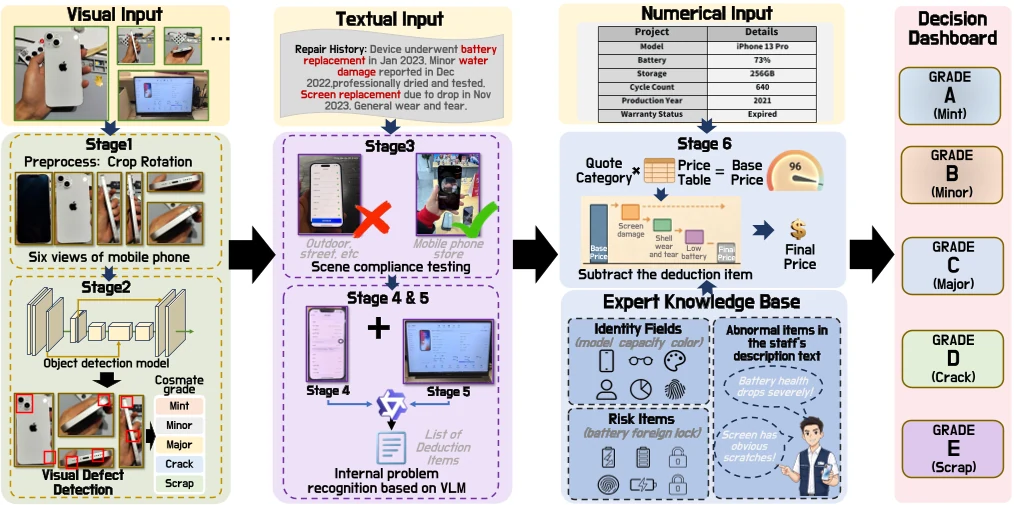 Visual Input
...
Stage1
Preprocess: Crop Rotation
Six views of mobile phone
Stage2
Object detection model
Cosmate
grade
Mint
Minor
Major
Crack
Scrap
Visual Defect
Detection
Textual Input
Repair History: Device underwent battery
replacement in Jan 2023. Minor water
damage reported in Dec
2022,professionally dried and tested.
Screen replacement due to drop in Nov
2023. General wear and tear.
Stage3
Outdoor,
street, etc
Mobile phone
store
Scene compliance testing
Stage 4 & 5
+
Stage 4
Stage 5
List of
Deduction
Items
Internal problem
recognition based on VLM
Numerical Input
Project Details
Model iPhone 13 Pro
Battery 73%
Storage 256GB
Cycle Count 640
Production Year 2021
Warranty Status Expired
Stage 6
Quote
Category
×
Price
Table
=
Base
Price
96
Base
Price
Screen
damage
Shell
wear
and tear
Low
battery
Final
Price
$
Final
Price
Subtract the deduction item
Expert Knowledge Base
Identity Fields
(model capacity color)
Risk Items
(battery foreign lock)
Abnormal items in
the staff's
description text
Battery health
drops severely!
Screen has
obvious
scratches!
Decision
Dashboard
GRADE
A
(Mint)
GRADE
B
(Minor)
GRADE
C
(Major)
GRADE
D
(Crack)
GRADE
E
(Scrap)